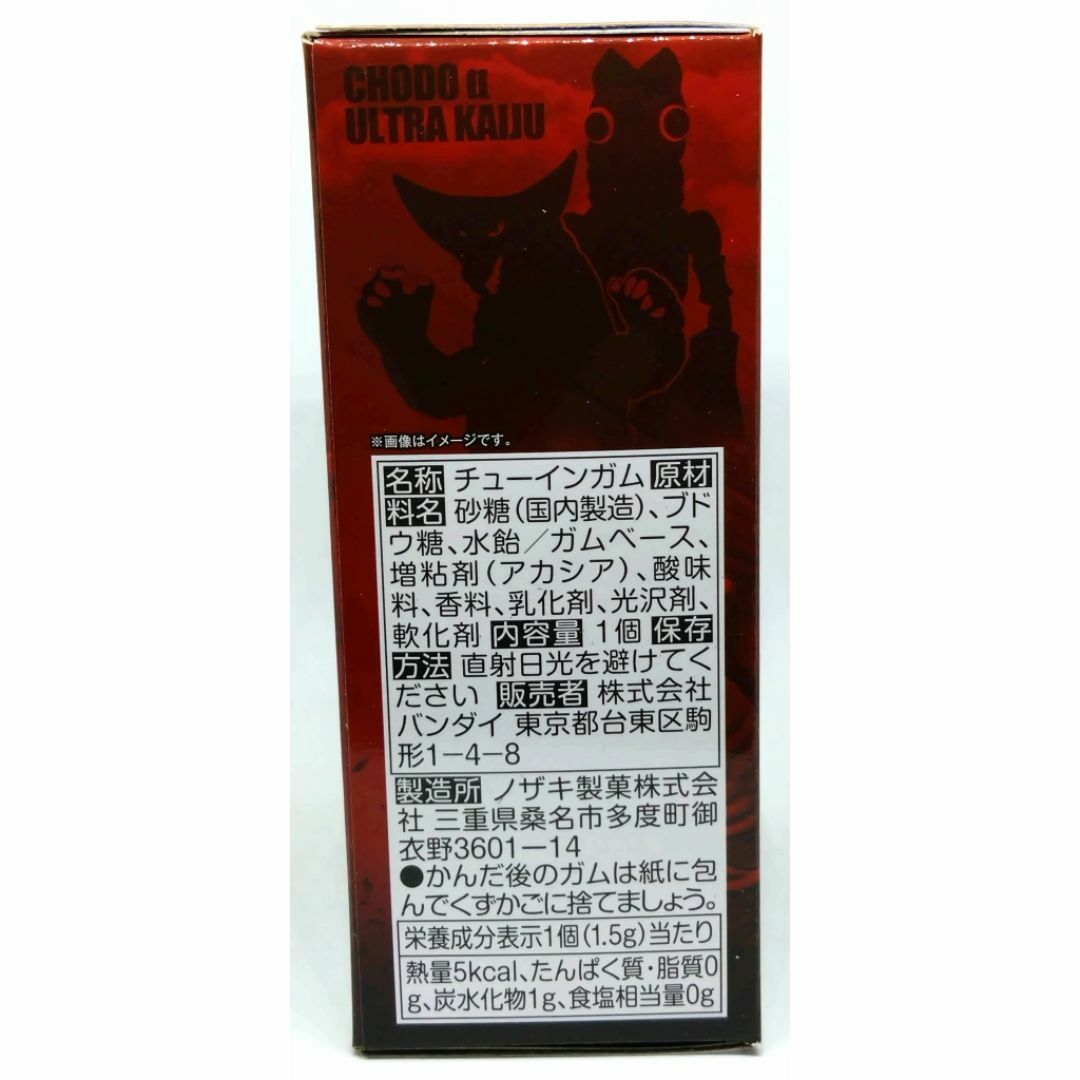 CHODO α
ULTRA KAIJU
※画像はイメージです。
名称 チューインガム 原材
料名 砂糖(国内製造)、ブド
ウ糖、水飴／ガムベース、
増粘剤(アカシア)、酸味
料、香料、乳化剤、光沢剤、
軟化剤 内容量 1個 保存
方法 直射日光を避けてく
ださい 販売者 株式会社
バンダイ 東京都台東区駒
形1-4-8
製造所 ノザキ製菓株式会
社 三重県桑名市多度町御
衣野3601-14
●かんだ後のガムは紙に包
んでくずかごに捨てましょう。
栄養成分表示1個(1.5g)当たり
熱量5kcal、たんぱく質・脂質0
g、炭水化物1g、食塩相当量0g